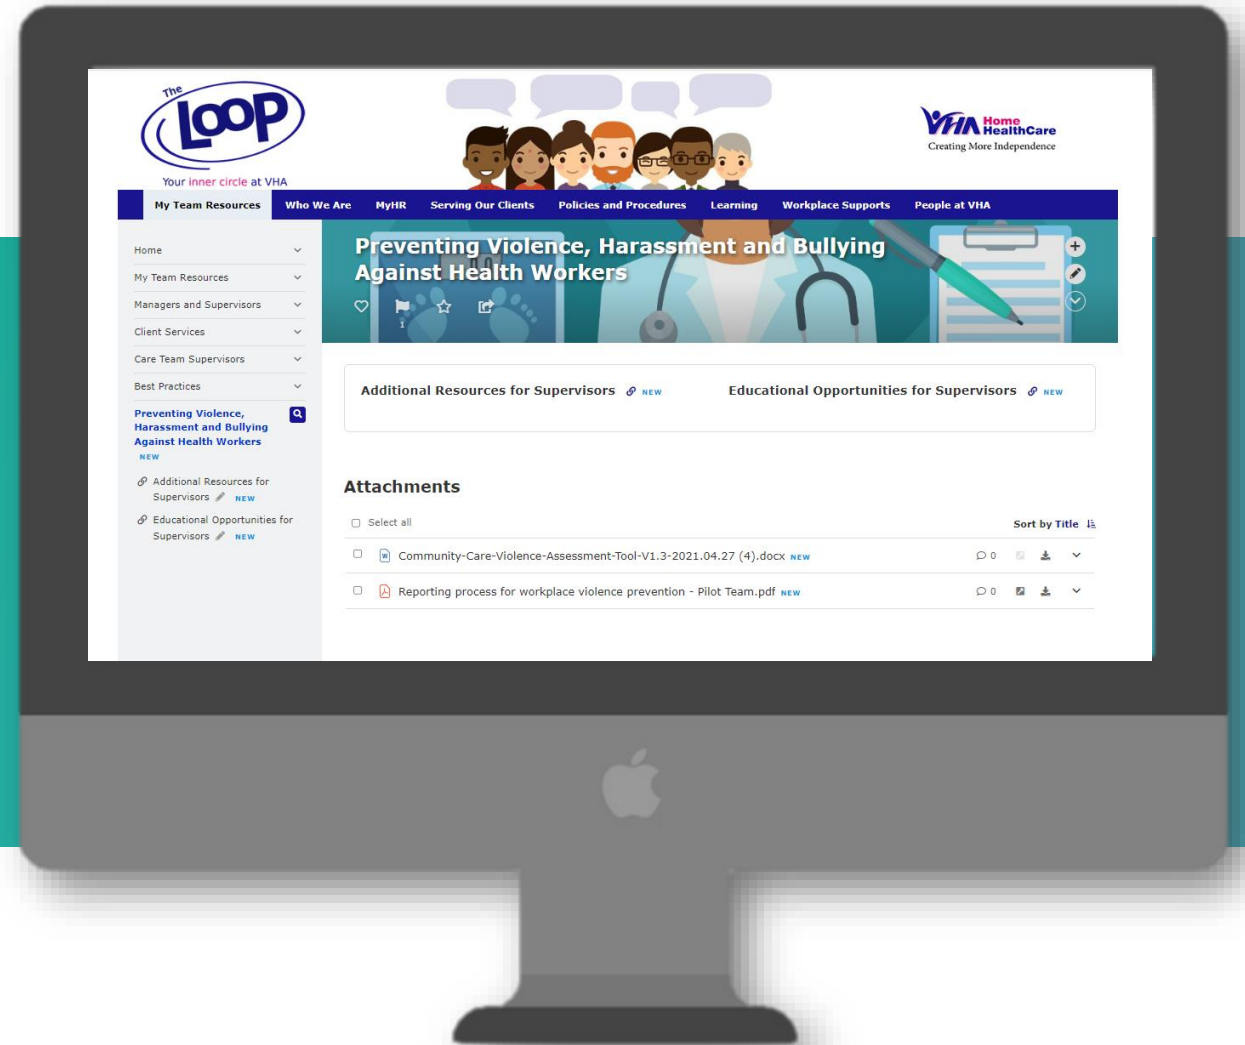 The
LOOP
Your inner circle at VHA
VHA Home
HealthCare
Creating More Independence
My Team Resources Who We Are MyHR Serving Our Clients Policies and Procedures Learning Workplace Supports People at VHA
Home
My Team Resources
Managers and Supervisors
Client Services
Care Team Supervisors
Best Practices
Preventing Violence,
Harassment and Bullying
Against Health Workers
NEW
Additional Resources for
Supervisors NEW
Educational Opportunities for
Supervisors NEW
Preventing Violence, Harassment and Bullying
Against Health Workers
1
Additional Resources for Supervisors NEW
Educational Opportunities for Supervisors NEW
Attachments
Select all
Sort by Title
Community-Care-Violence-Assessment-Tool-V1.3-2021.04.27 (4).docx NEW 0
Reporting process for workplace violence prevention - Pilot Team.pdf NEW 0